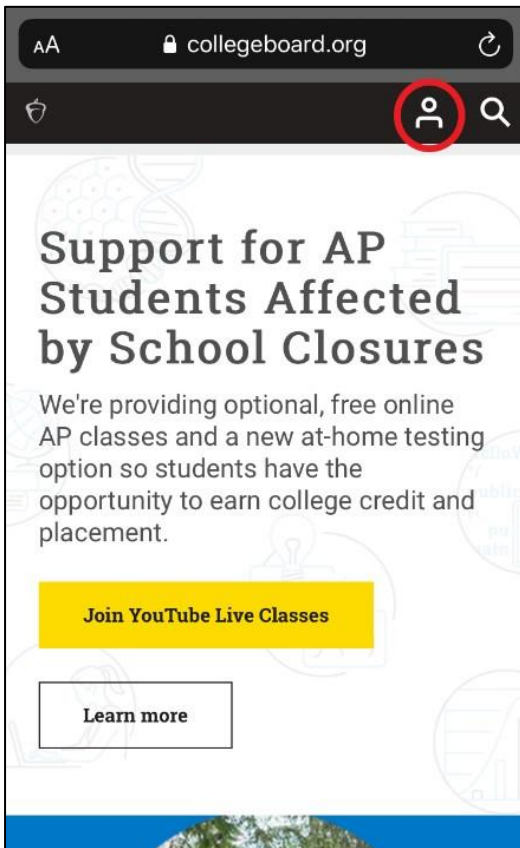 AA collegeboard.org
Support for AP
Students Affected
by School Closures
We're providing optional, free online
AP classes and a new at-home testing
option so students have the
opportunity to earn college credit and
placement.
Join YouTube Live Classes
Learn more